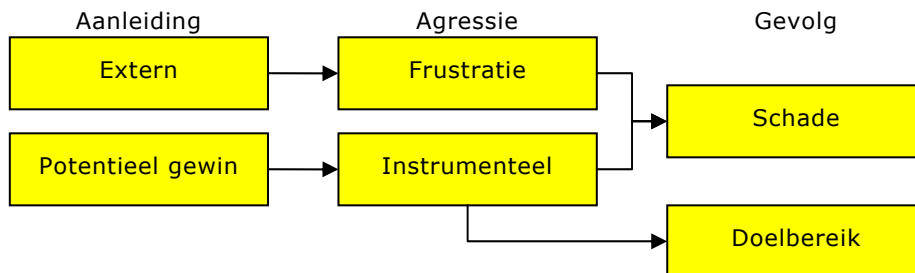 Aanleiding
Agressie
Gevolg
Extern
Frustratie
Schade
Potentieel gewin
Instrumenteel
Doelbereik